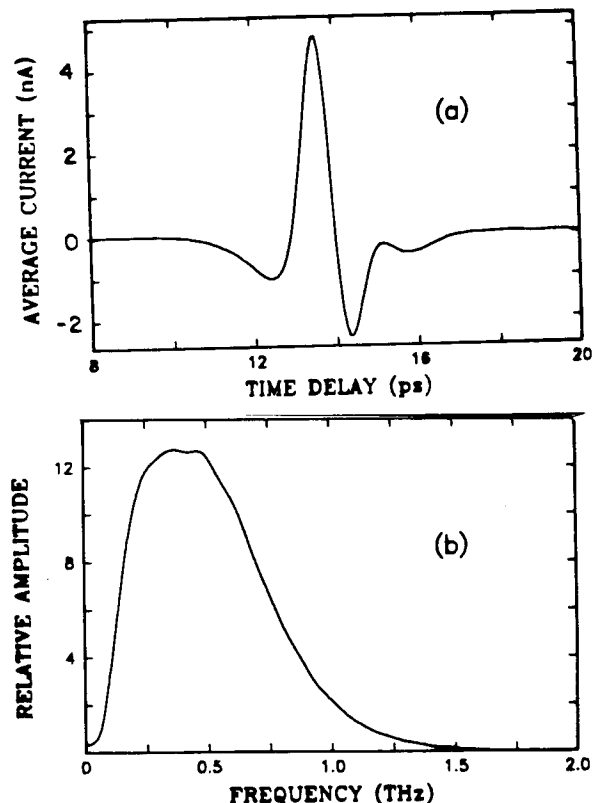 4
2
0
-2
AVERAGE CURRENT (nA)
(a)
8 12 16 20
TIME DELAY (ps)
12
8
4
RELATIVE AMPLITUDE
(b)
0 0.5 1.0 1.5 2.0
FREQUENCY (THz)